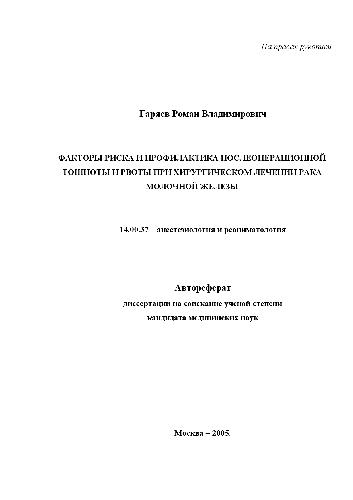 На правах рукописи
Гаряев Роман Владимирович
ФАКТОРЫ РИСКА И ПРОФИЛАКТИКА ПОСЛЕОПЕРАЦИОННОЙ
ТОШНОТЫ И РВОТЫ ПРИ ХИРУРГИЧЕСКОМ ЛЕЧЕНИИ РАКА
МОЛОЧНОЙ ЖЕЛЕЗЫ
14.00.37 – анестезиология и реаниматология
Автореферат
диссертации на соискание ученой степени
кандидата медицинских наук
Москва – 2005.